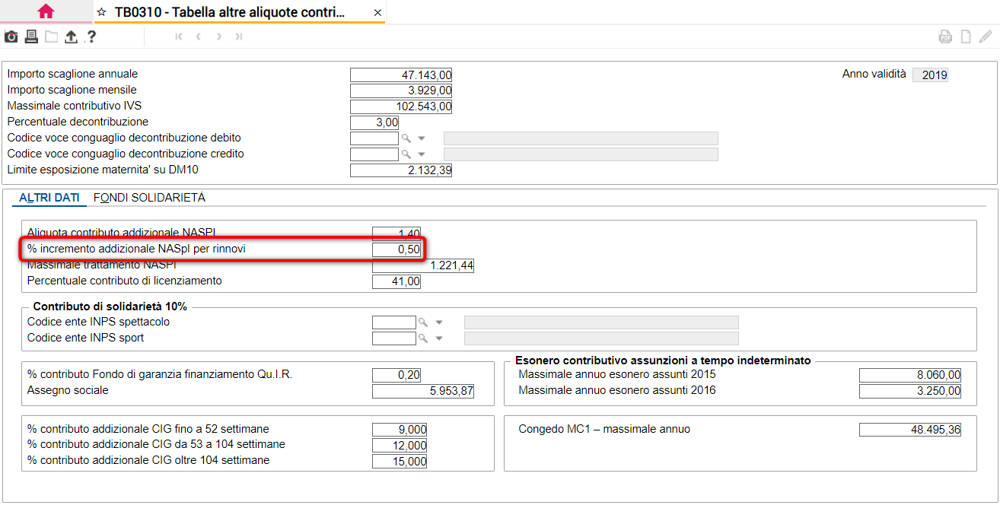 TB0310 - Tabella altre aliquote contri...
Importo scaglione annuale 47.143,00 Anno validità 2019
Importo scaglione mensile 3.929,00
Massimale contributivo IVS 102.543,00
Percentuale decontribuzione 3,00
Codice voce conguaglio decontribuzione debito
Codice voce conguaglio decontribuzione credito
Limite esposizione maternita' su DM10 2.132,39
ALTRI DATI FONDI SOLIDARIETÀ
Aliquota contributo addizionale NASPI 1,40
% incremento addizionale NASpI per rinnovi 0,50
Massimale trattamento NASPI 1.221,44
Percentuale contributo di licenziamento 41,00
Contributo di solidarietà 10%
Codice ente INPS spettacolo
Codice ente INPS sport
% contributo Fondo di garanzia finanziamento Qu.I.R. 0,20
Assegno sociale 5.953,87
Esonero contributivo assunzioni a tempo indeterminato
Massimale annuo esonero assunti 2015 8.060,00
Massimale annuo esonero assunti 2016 3.250,00
% contributo addizionale CIG fino a 52 settimane 9,000
% contributo addizionale CIG da 53 a 104 settimane 12,000
% contributo addizionale CIG oltre 104 settimane 15,000
Congedo MC1 – massimale annuo 48.495,36